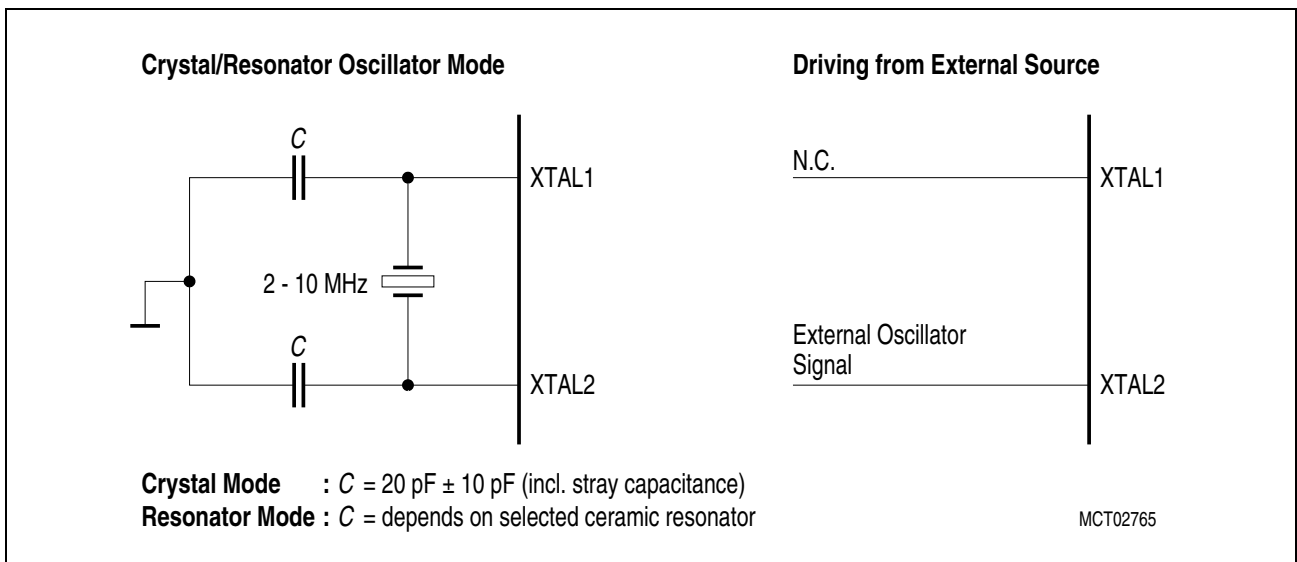 Crystal/Resonator Oscillator Mode
C
XTAL1
2 - 10 MHz
C
XTAL2
Crystal Mode : C = 20 pF ± 10 pF (incl. stray capacitance)
Resonator Mode : C = depends on selected ceramic resonator
Driving from External Source
N.C.
XTAL1
External Oscillator
Signal
XTAL2
MCT02765